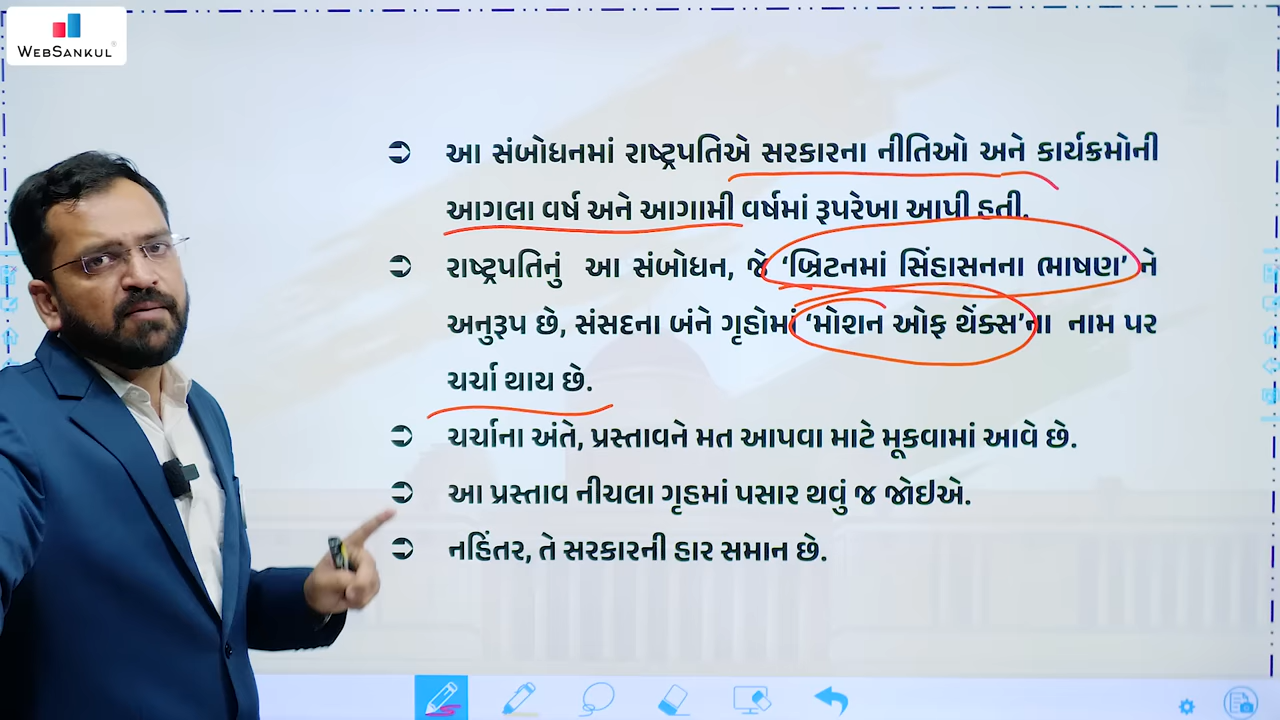 WEBSANKUL
આ સંબોધનમાં રાષ્ટ્રપતિએ સરકારના નીતિઓ અને કાર્યક્રમોની
આગલા વર્ષ અને આગામી વર્ષમાં રૂપરેખા આપી હતી.
રાષ્ટ્રપતિનું આ સંબોધન, જે ‘બ્રિટનમાં સિંહાસનના ભાષણ’ ને
અનુરૂપ છે, સંસદના બંને ગૃહોમાં ‘મોશન ઓફ થેંક્સ’ના નામ પર
ચર્ચા થાય છે.
ચર્ચાના અંતે, પ્રસ્તાવને મત આપવા માટે મૂકવામાં આવે છે.
આ પ્રસ્તાવ નીચલા ગૃહમાં પસાર થવું જ જોઇએ.
નહિંતર, તે સરકારની હાર સમાન છે.